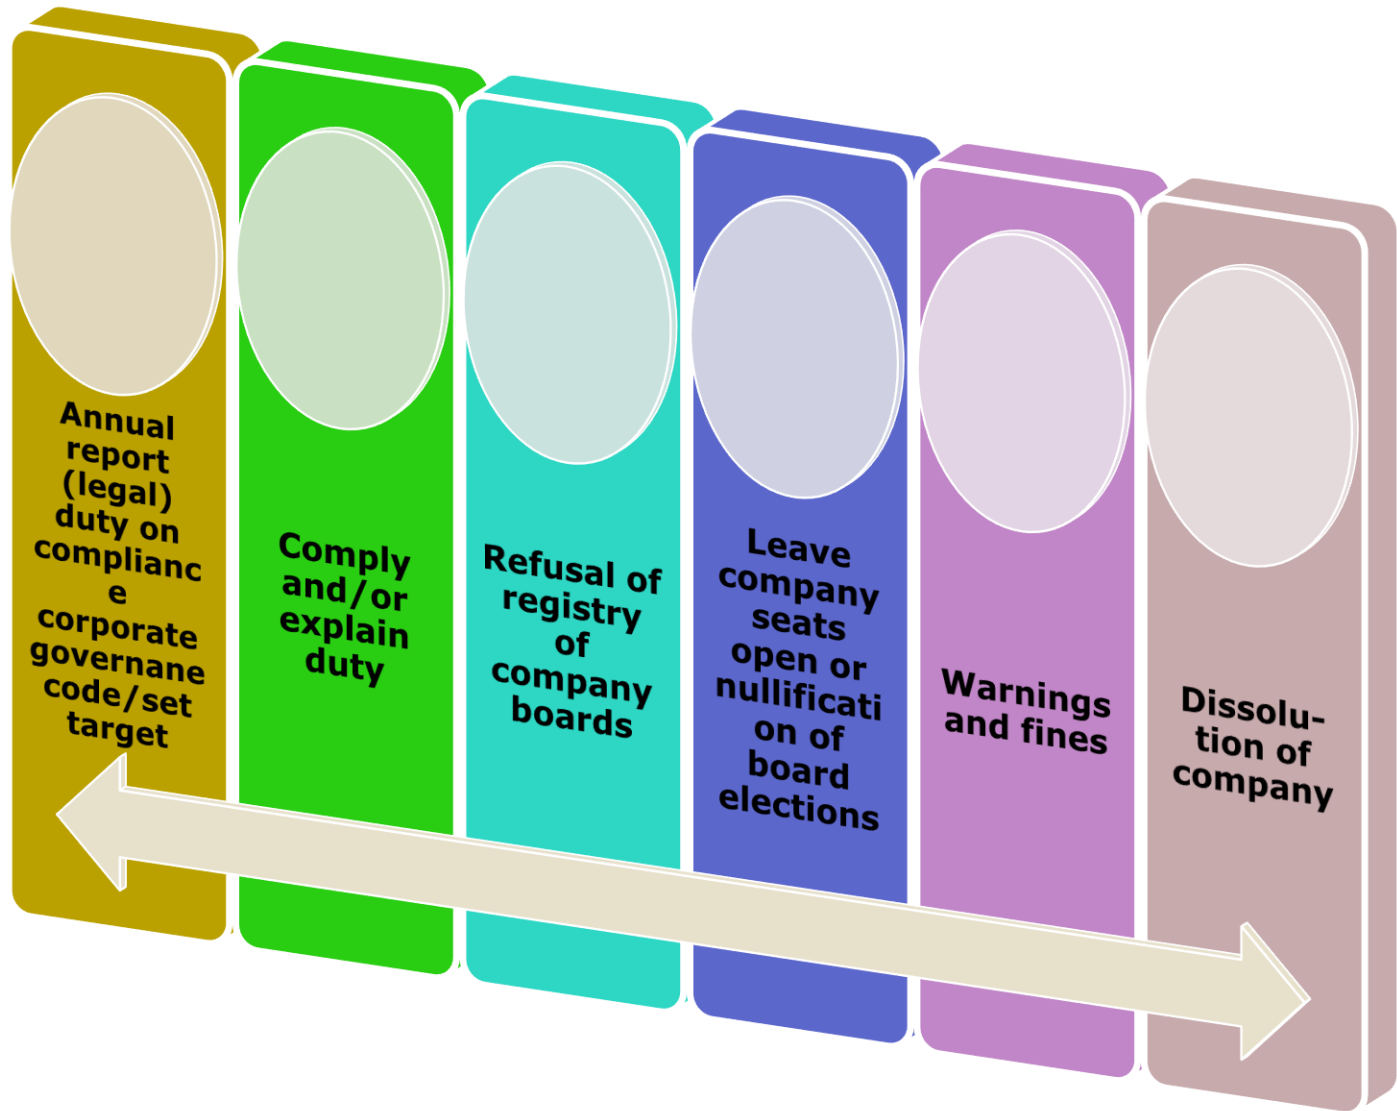 Annual
report
(legal)
duty on
complianc
e
corporate
governane
code/set
target
Comply
and/or
explain
duty
Refusal of
registry
of
company
boards
Leave
company
seats
open or
nullificati
on of
board
elections
Warnings
and fines
Dissolu-
tion of
company